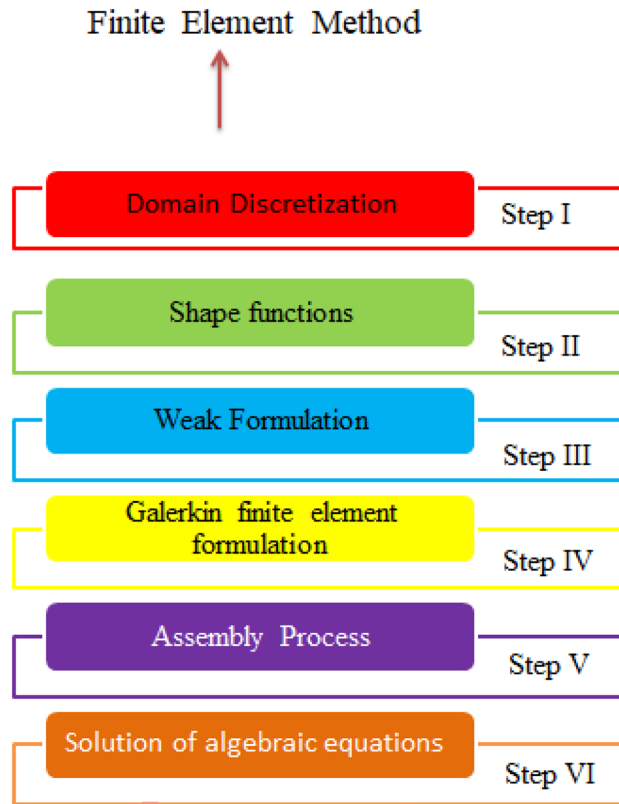 Finite Element Method
Domain Discretization
Step I
Shape functions
Step II
Weak Formulation
Step III
Galerkin finite element
formulation
Step IV
Assembly Process
Step V
Solution of algebraic equations
Step VI